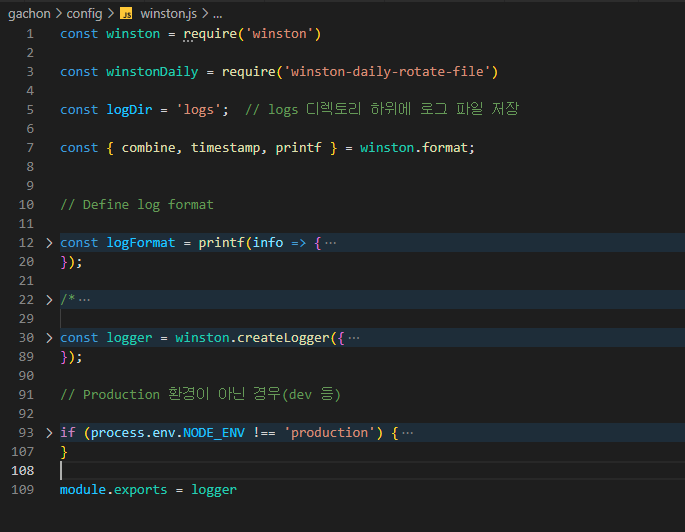 gachon > config > JS winston.js > ...
1 const winston = require('winston')
2
3 const winstonDaily = require('winston-daily-rotate-file')
4
5 const logDir = 'logs';  // logs 디렉토리 하위에 로그 파일 저장
6
7 const { combine, timestamp, printf } = winston.format;
8
9
10 // Define log format
11
12 > const logFormat = printf(info => { ...
20 });
21
22 > /* ...
29
30 > const logger = winston.createLogger({ ...
89 });
90
91 // Production 환경이 아닌 경우(dev 등)
92
93 > if (process.env.NODE_ENV !== 'production') { ...
107 }
108
109 module.exports = logger